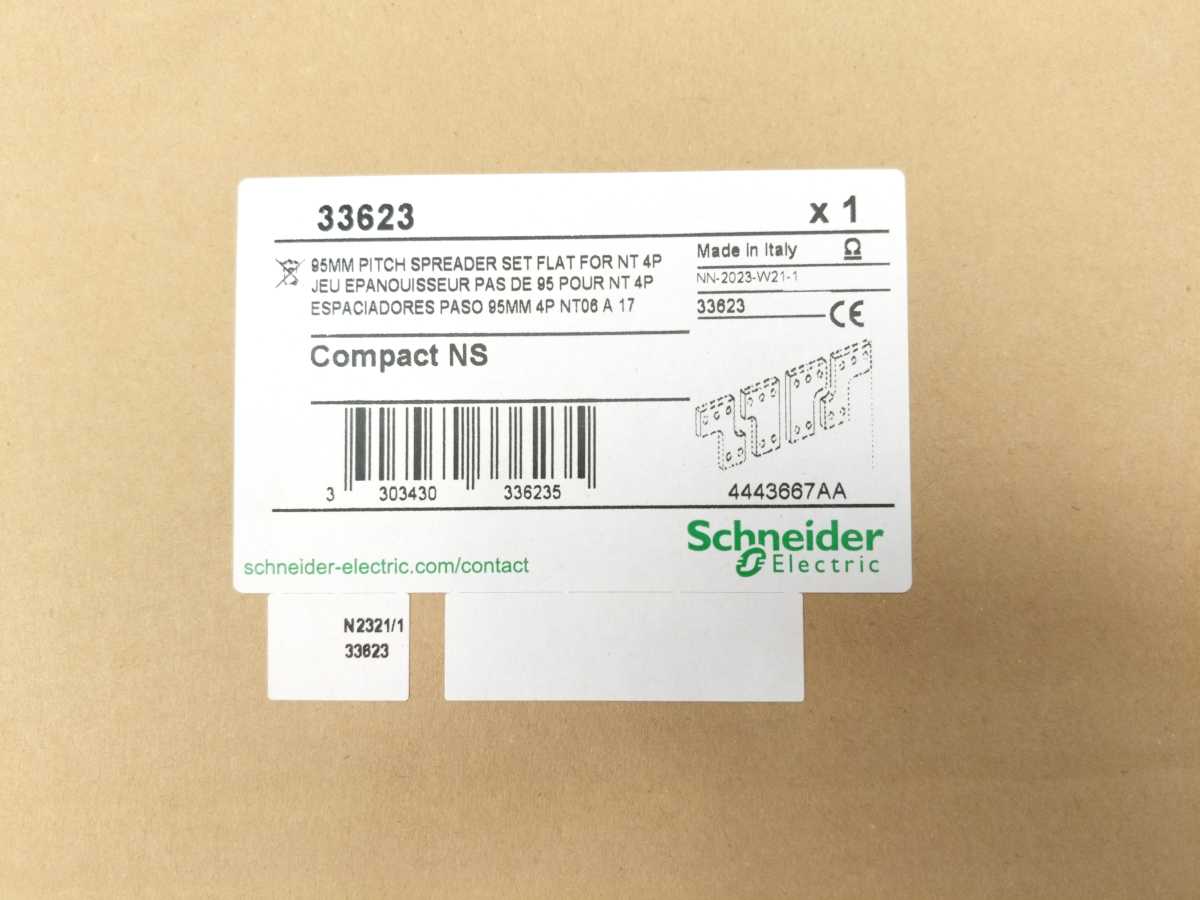 33623
x 1
95MM PITCH SPREADER SET FLAT FOR NT 4P
JEU EPANOUISSEUR PAS DE 95 POUR NT 4P
ESPACIADORES PASO 95MM 4P NT06 A 17
Made in Italy
Ω
NN-2023-W21-1
33623
CE
Compact NS
3 303430 336235
4443667AA
Schneider
Electric
schneider-electric.com/contact
N2321/1
33623